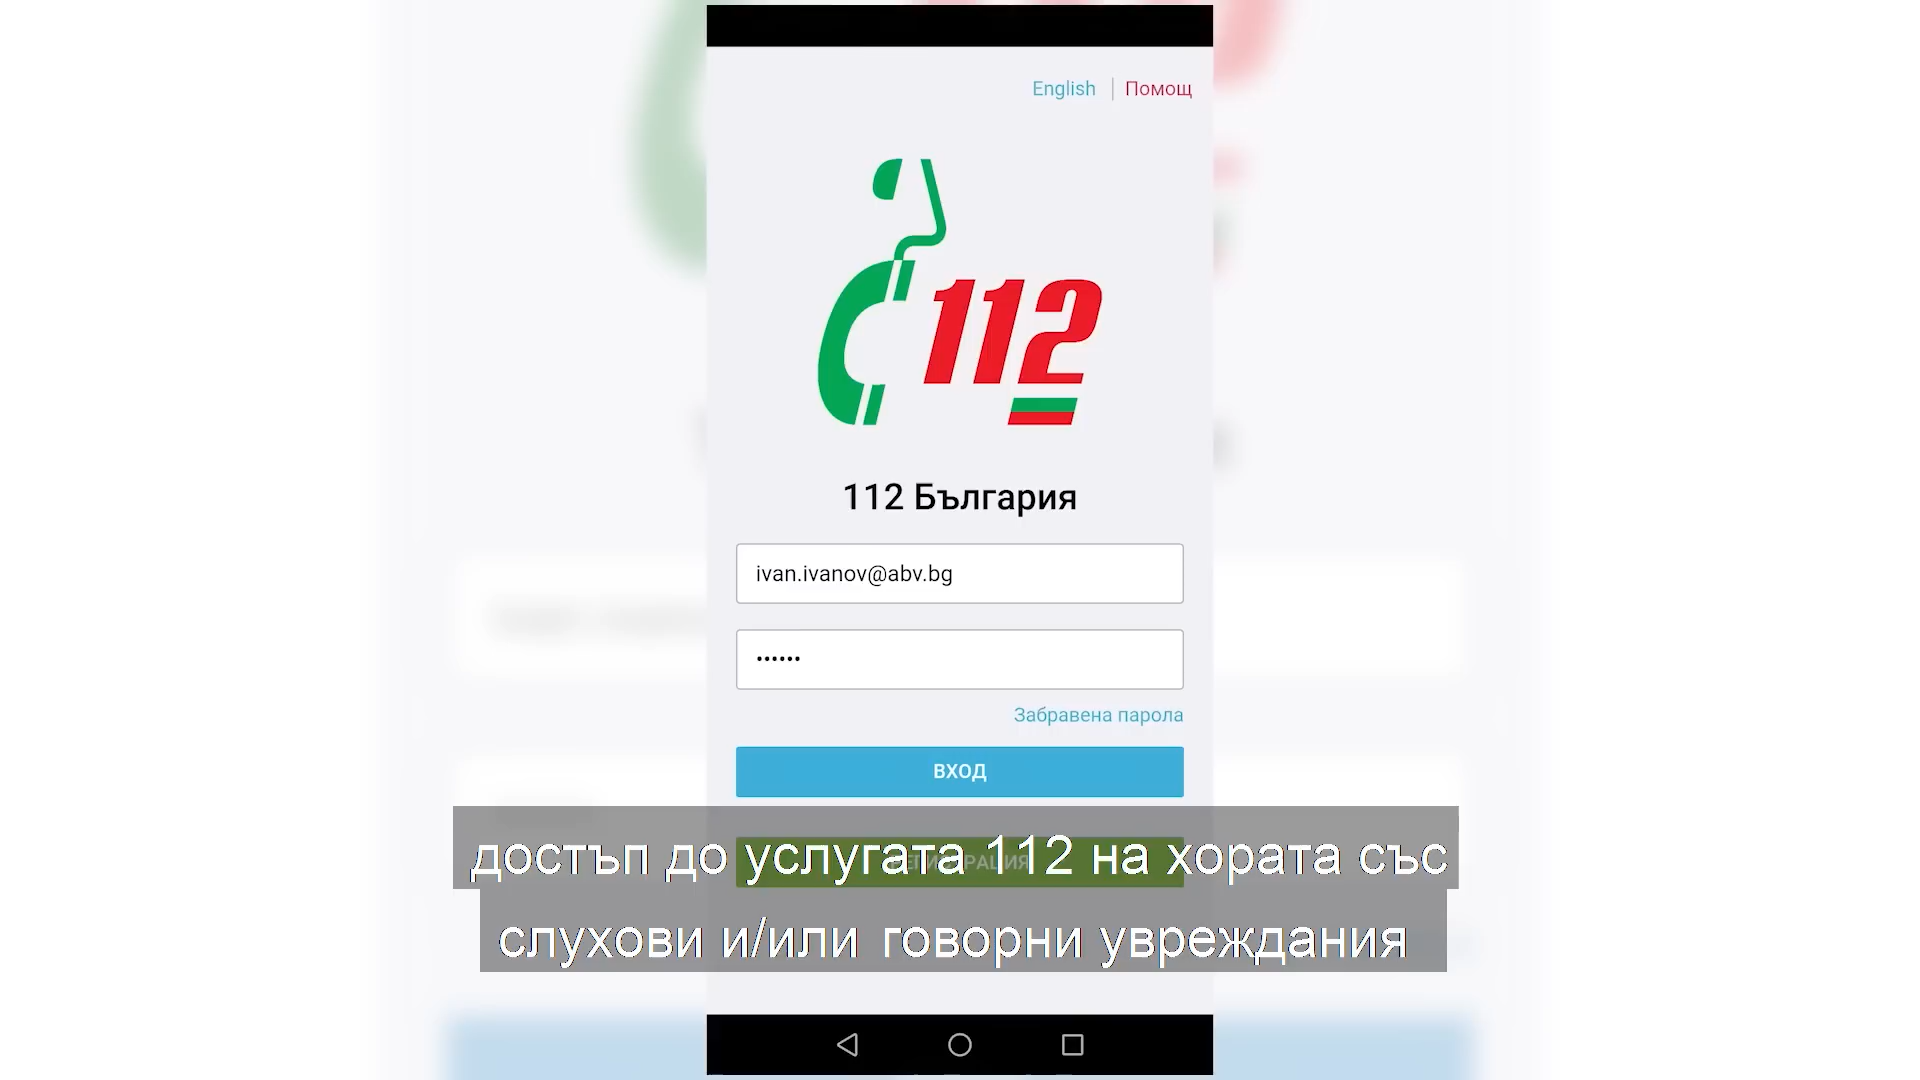 English | Помощ
112
112 България
ivan.ivanov@abv.bg
••••••
Забравена парола
ВХОД
РЕГИСТРАЦИЯ
достъп до услугата 112 на хората със
слухови и/или говорни увреждания